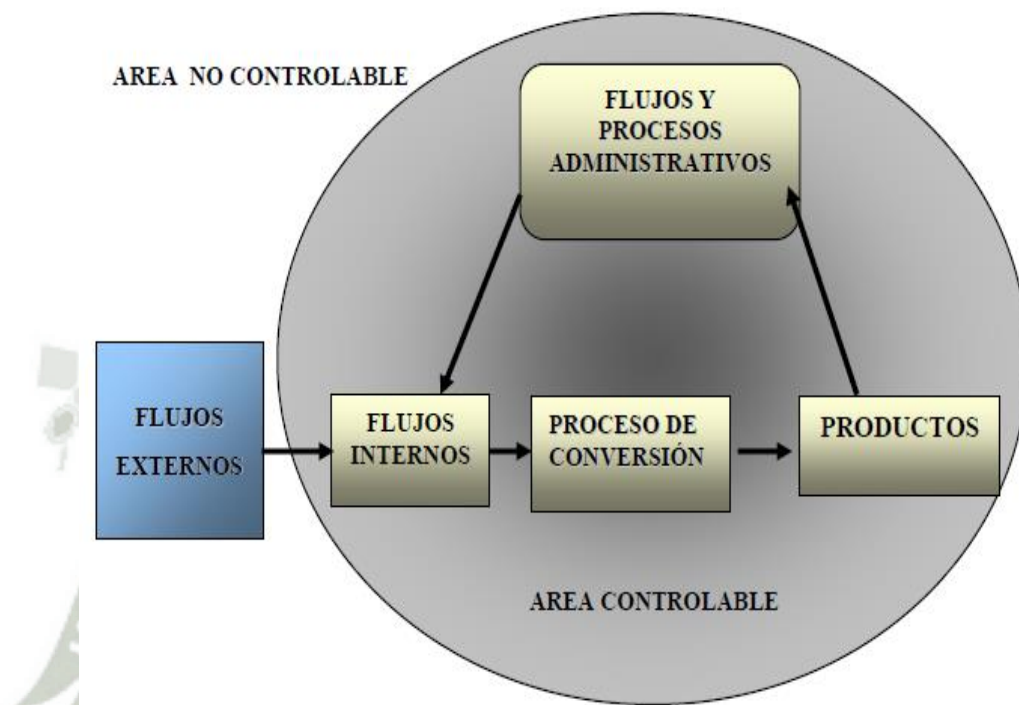 AREA NO CONTROLABLE
FLUJOS Y
PROCESOS
ADMINISTRATIVOS
FLUJOS
EXTERNOS
FLUJOS
INTERNOS
PROCESO DE
CONVERSIÓN
PRODUCTOS
AREA CONTROLABLE